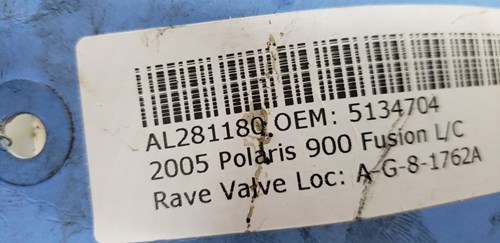 AL281180 OEM: 5134704
2005 Polaris 900 Fusion L/C
Rave Valve Loc: A-G-8-1762A